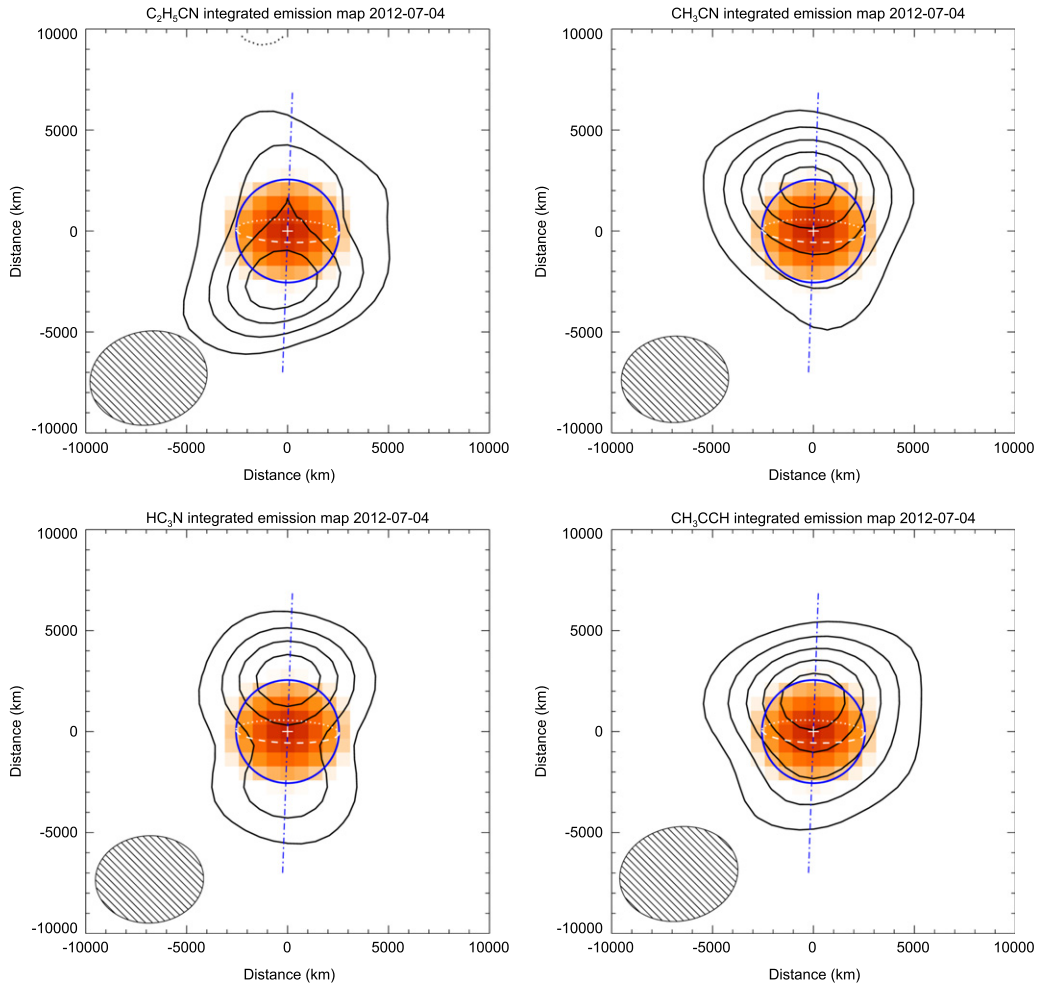 C₂H₅CN integrated emission map 2012-07-04
10000
5000
0
-5000
-10000
Distance (km)
-10000 -5000 0 5000 10000
Distance (km)
CH₃CN integrated emission map 2012-07-04
10000
5000
0
-5000
-10000
Distance (km)
-10000 -5000 0 5000 10000
Distance (km)
HC₃N integrated emission map 2012-07-04
10000
5000
0
-5000
-10000
Distance (km)
-10000 -5000 0 5000 10000
Distance (km)
CH₃CCH integrated emission map 2012-07-04
10000
5000
0
-5000
-10000
Distance (km)
-10000 -5000 0 5000 10000
Distance (km)